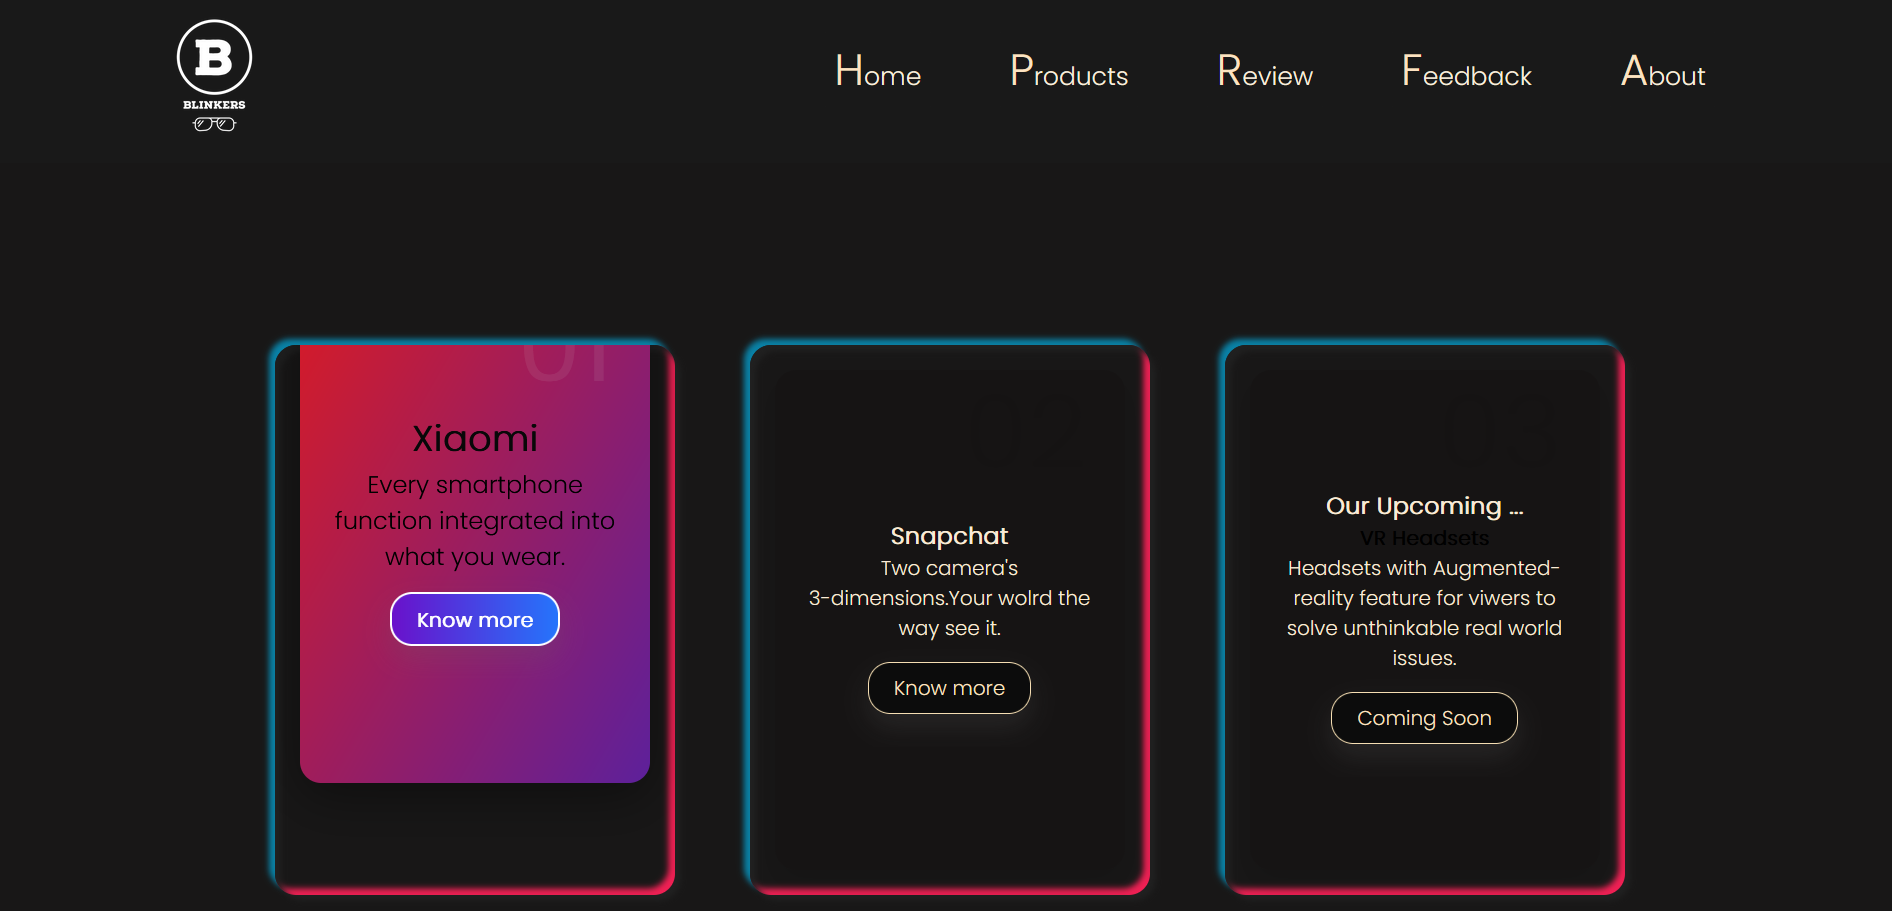 B
BLINKERS
Home Products Review Feedback About
01
Xiaomi
Every smartphone
function integrated into
what you wear.
Know more
02
Snapchat
Two camera's
3-dimensions.Your wolrd the
way see it.
Know more
03
Our Upcoming ...
VR Headsets
Headsets with Augmented-
reality feature for viwers to
solve unthinkable real world
issues.
Coming Soon